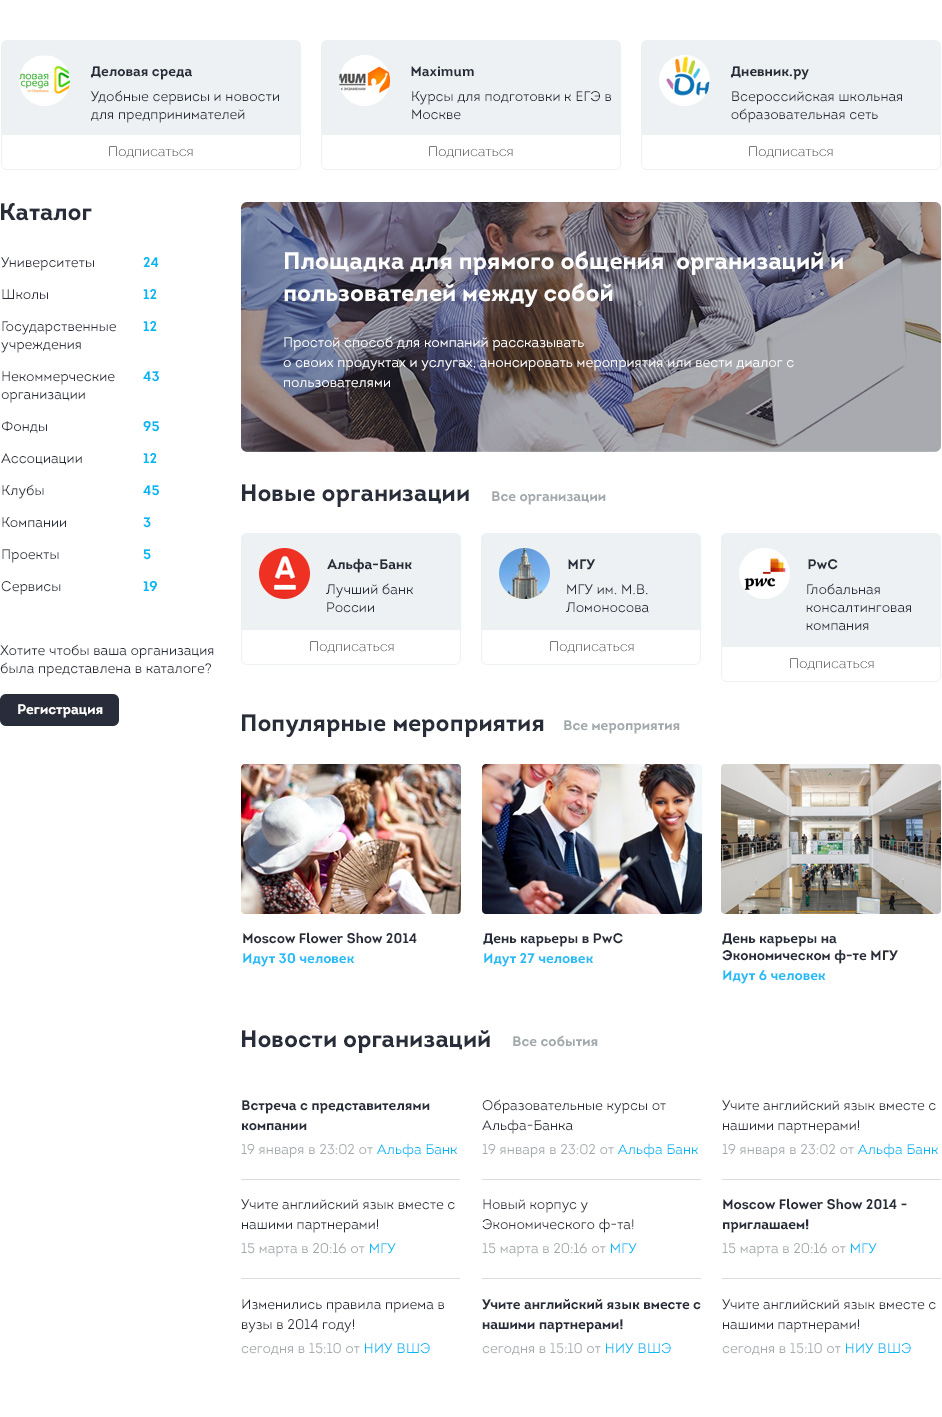 ловая
среда
Деловая среда
Удобные сервисы и новости
для предпринимателей
Подписаться
МUМ
Maximum
Курсы для подготовки к ЕГЭ в
Москве
Подписаться
Дн
Дневник.ру
Всероссийская школьная
образовательная сеть
Подписаться
Каталог
Университеты 24
Школы 12
Государственные 12
учреждения
Некоммерческие 43
организации
Фонды 95
Ассоциации 12
Клубы 45
Компании 3
Проекты 5
Сервисы 19
Хотите чтобы ваша организация
была представлена в каталоге?
Регистрация
Площадка для прямого общения организаций и
пользователей между собой
Простой способ для компаний рассказывать
о своих продуктах и услугах, анонсировать мероприятия или вести диалог с
пользователями
Новые организации Все организации
А
Альфа-Банк
Лучший банк
России
Подписаться
МГУ
МГУ им. М.В.
Ломоносова
Подписаться
pwc
PwC
Глобальная
консалтинговая
компания
Подписаться
Популярные мероприятия Все мероприятия
Moscow Flower Show 2014
Идут 30 человек
День карьеры в PwC
Идут 27 человек
День карьеры на
Экономическом ф-те МГУ
Идут 6 человек
Новости организаций Все события
Встреча с представителями
компании
19 января в 23:02 от Альфа Банк
Образовательные курсы от
Альфа-Банка
19 января в 23:02 от Альфа Банк
Учите английский язык вместе с
нашими партнерами!
19 января в 23:02 от Альфа Банк
Учите английский язык вместе с
нашими партнерами!
15 марта в 20:16 от МГУ
Новый корпус у
Экономического ф-та!
15 марта в 20:16 от МГУ
Moscow Flower Show 2014 -
приглашаем!
15 марта в 20:16 от МГУ
Изменились правила приема в
вузы в 2014 году!
сегодня в 15:10 от НИУ ВШЭ
Учите английский язык вместе с
нашими партнерами!
сегодня в 15:10 от НИУ ВШЭ
Учите английский язык вместе с
нашими партнерами!
сегодня в 15:10 от НИУ ВШЭ